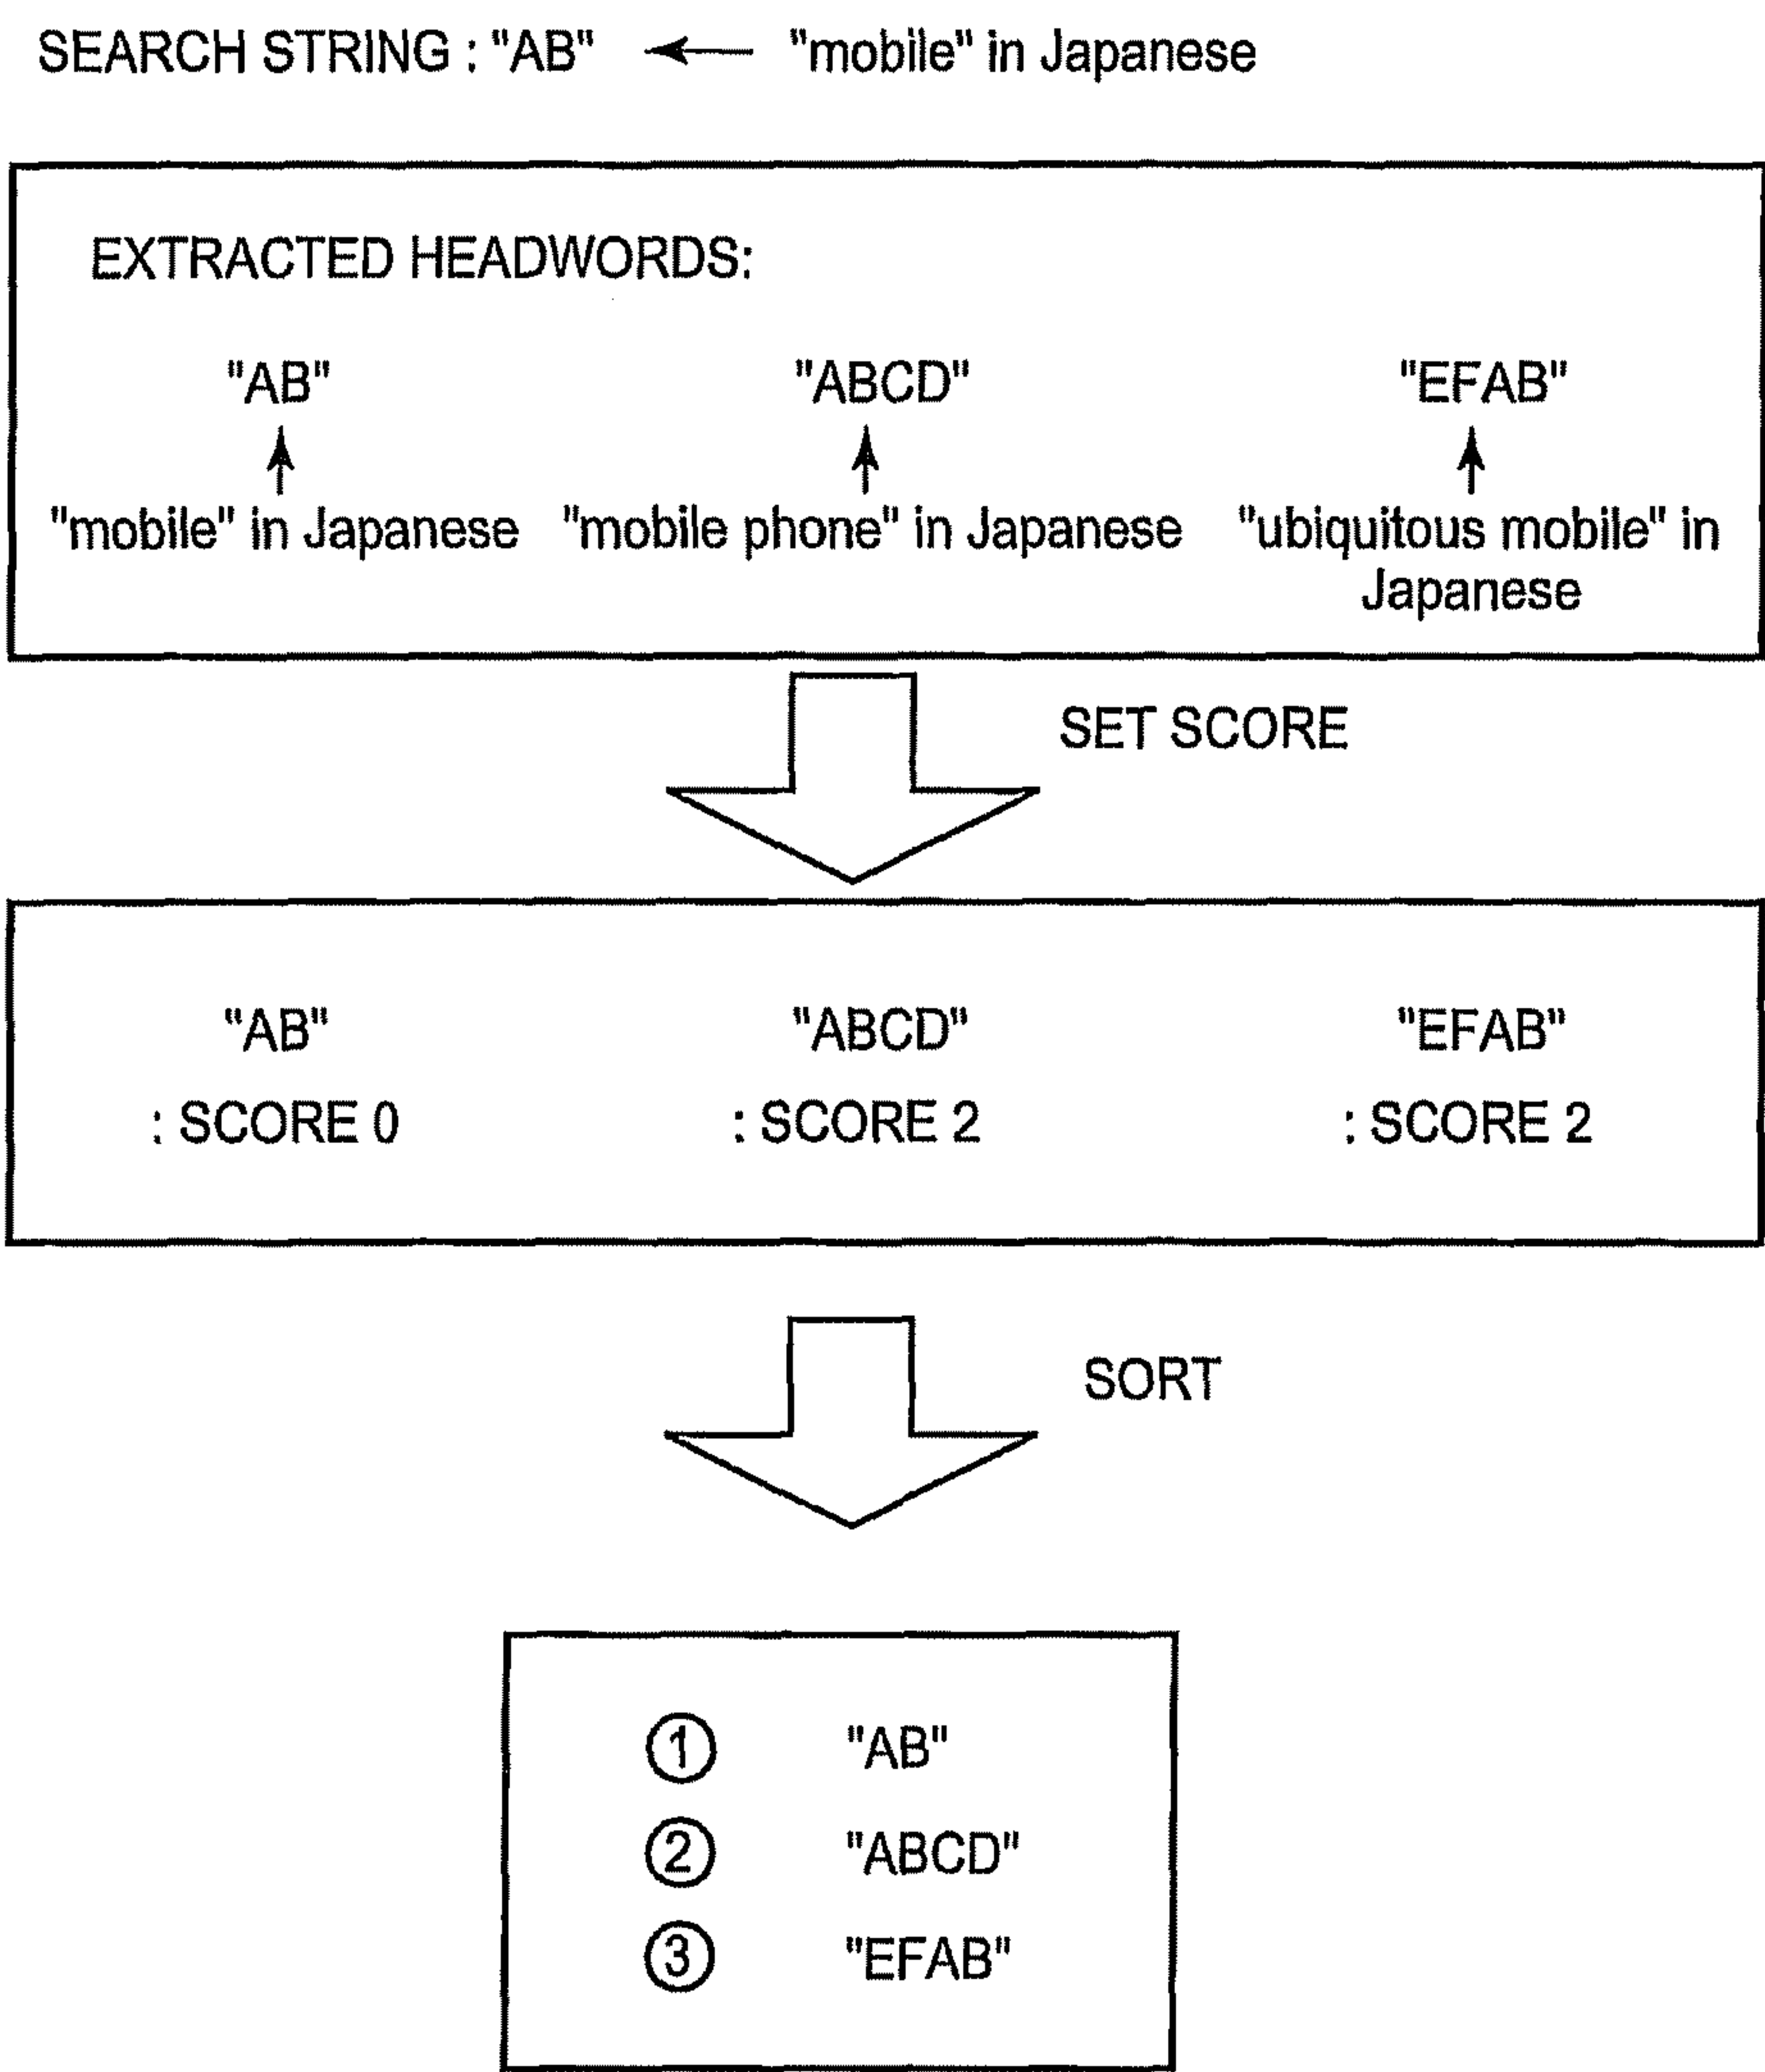 SEARCH STRING : "AB" ← "mobile" in Japanese
EXTRACTED HEADWORDS:
"AB" "ABCD" "EFAB"
"mobile" in Japanese "mobile phone" in Japanese "ubiquitous mobile" in
Japanese
SET SCORE
"AB" "ABCD" "EFAB"
: SCORE 0 : SCORE 2 : SCORE 2
SORT
① "AB"
② "ABCD"
③ "EFAB"